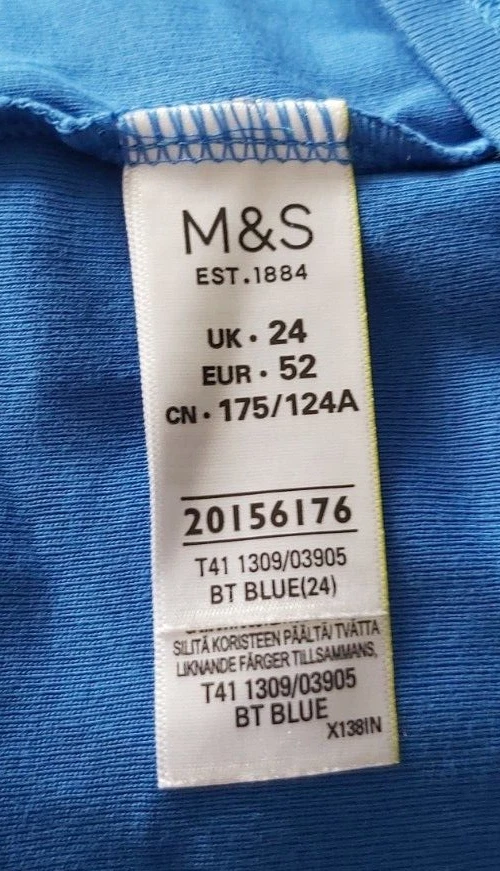 M&S
EST.1884
UK • 24
EUR • 52
CN • 175/124A
20156176
T41 1309/03905
BT BLUE(24)
SILITÄ KORISTEEN PÄÄLTÄ/TVÄTTA
LIKNANDE FÄRGER TILLSAMMANS,
T41 1309/03905
BT BLUE
X138IN